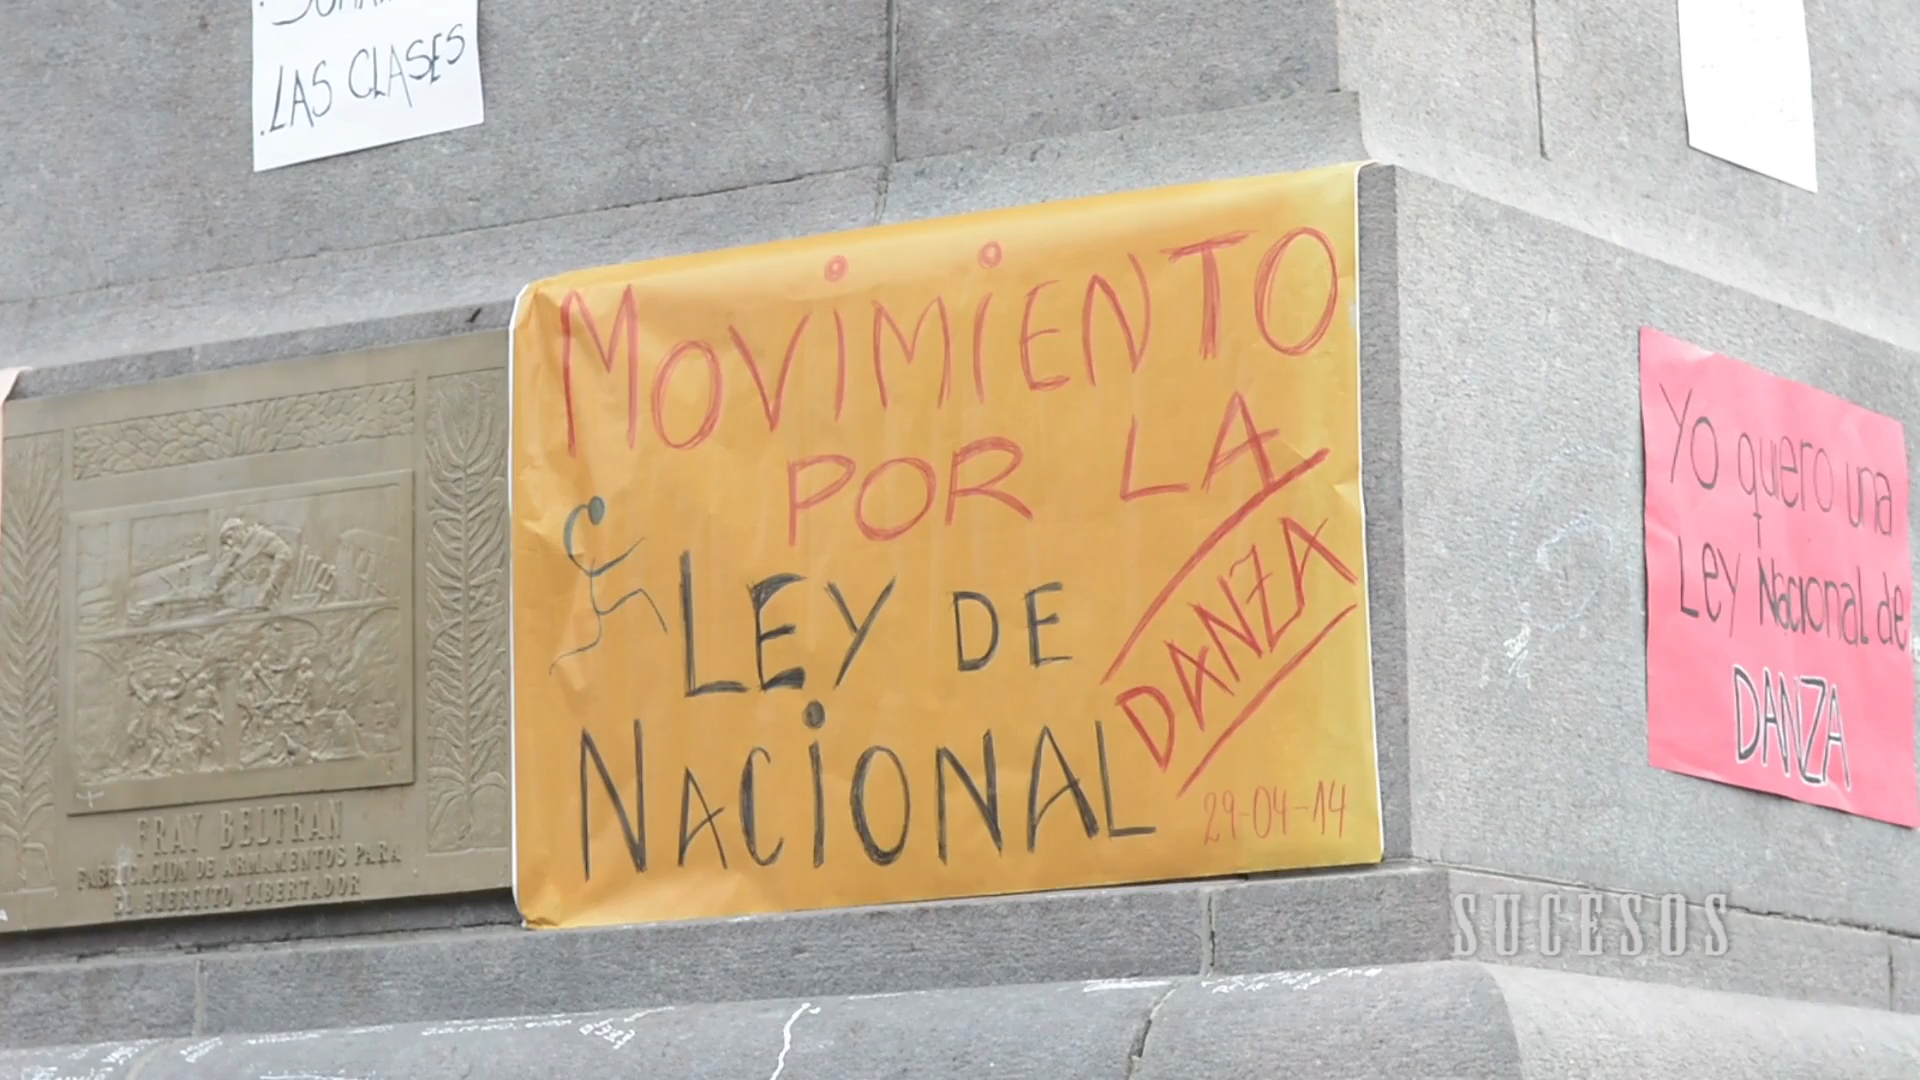 LAS CLASES
MOVIMIENTO
POR LA
LEY DE
DANZA
NACIONAL
29-04-14
Yo quiero una
Ley Nacional de
DANZA
FRAY BELTRAN
FABRICACION DE ARMAMENTOS PARA
EL EJERCITO LIBERTADOR
SUCESOS